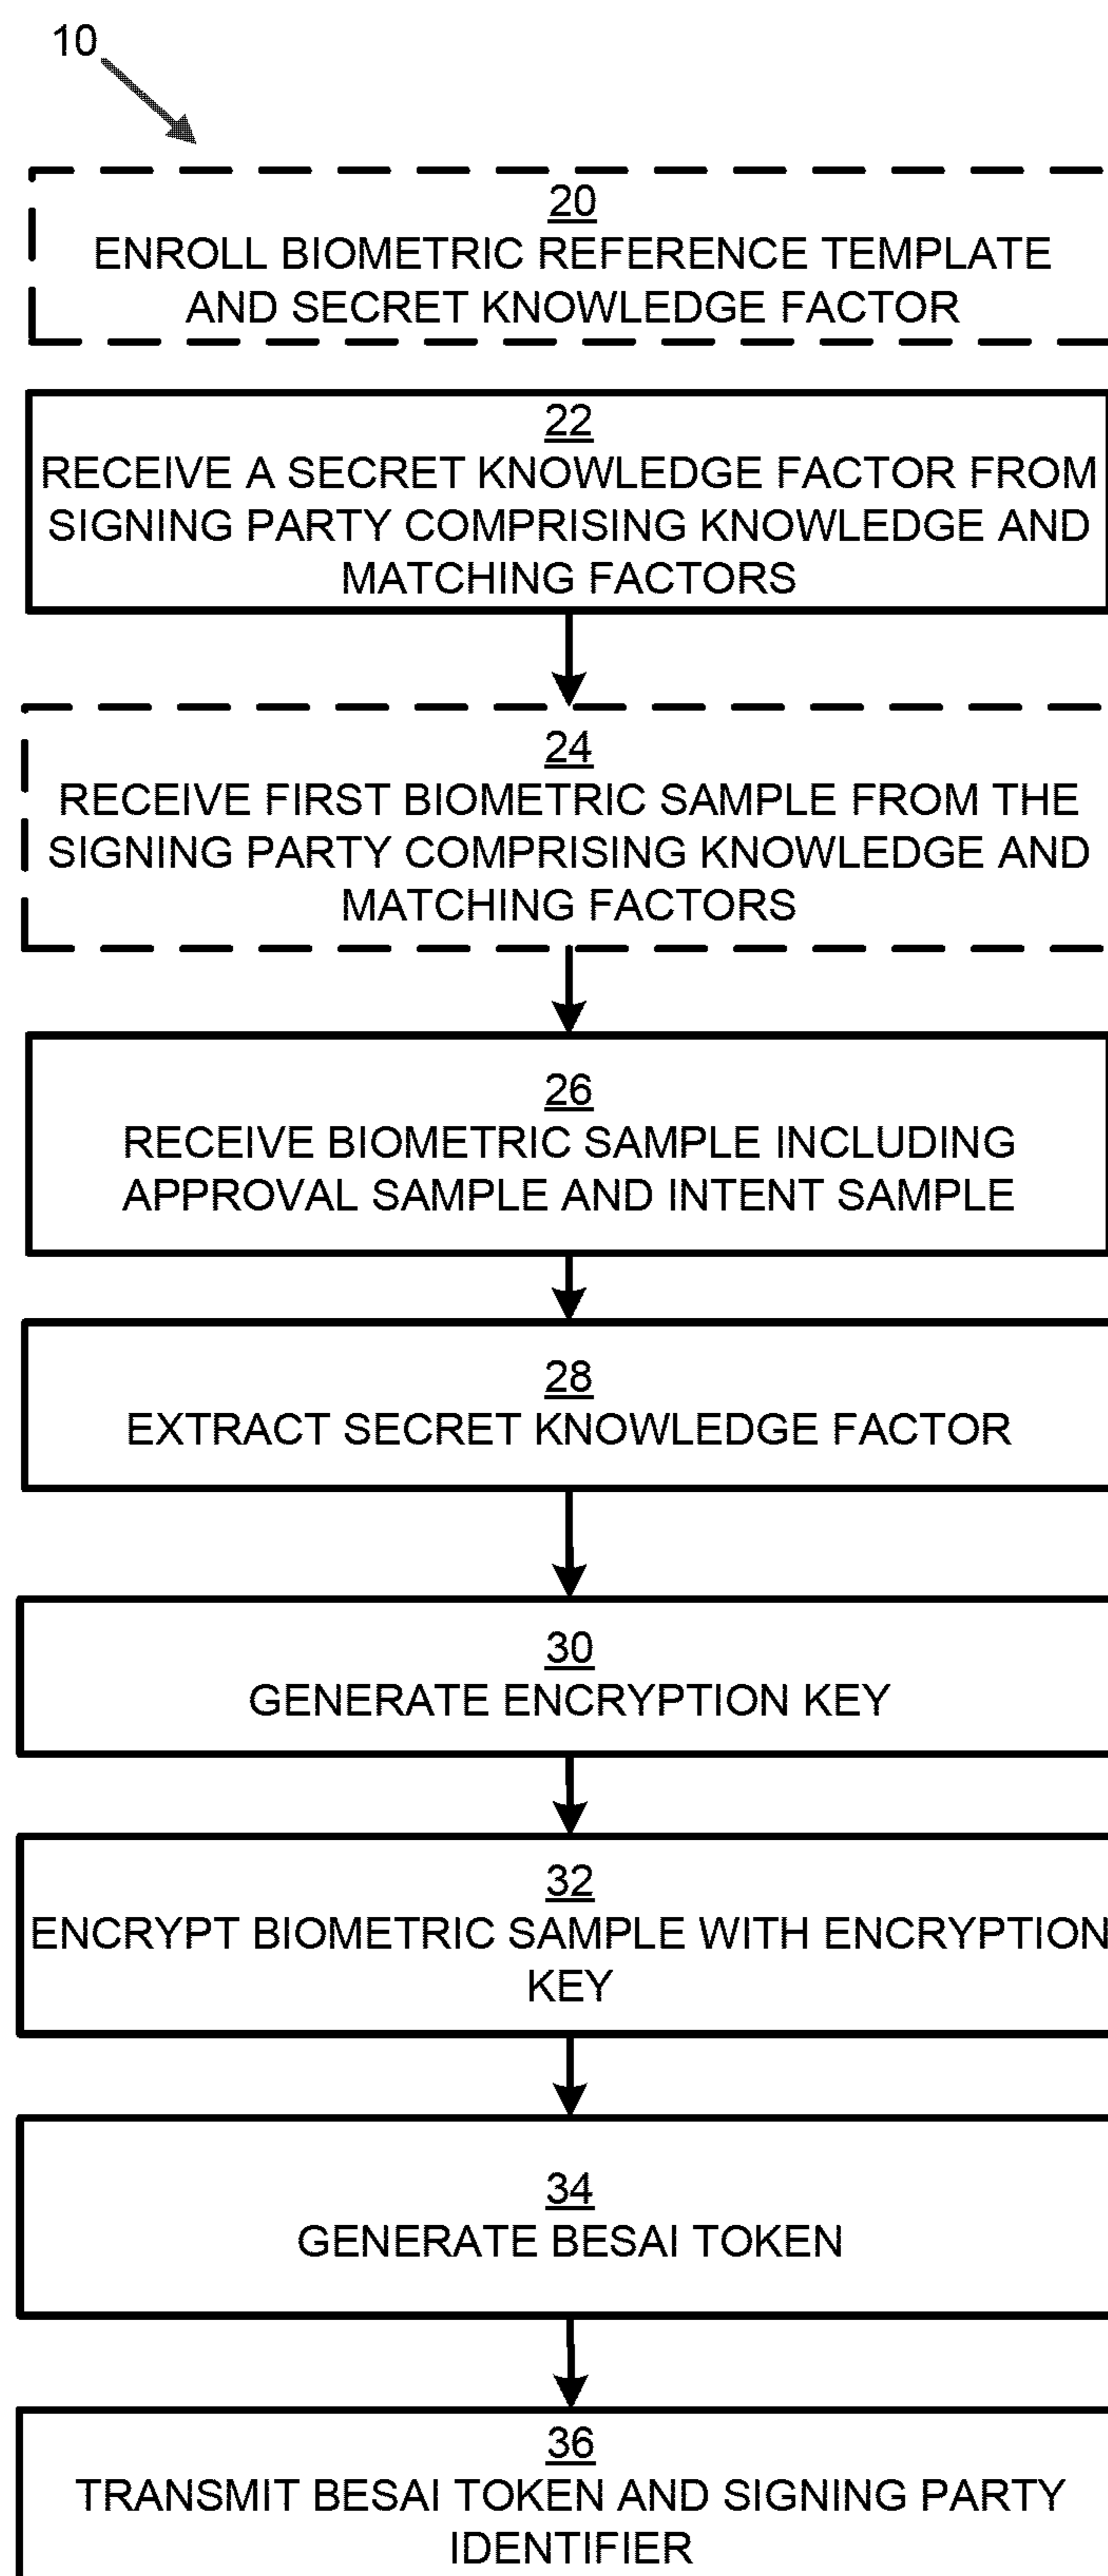 10
20
ENROLL BIOMETRIC REFERENCE TEMPLATE
AND SECRET KNOWLEDGE FACTOR
22
RECEIVE A SECRET KNOWLEDGE FACTOR FROM
SIGNING PARTY COMPRISING KNOWLEDGE AND
MATCHING FACTORS
24
RECEIVE FIRST BIOMETRIC SAMPLE FROM THE
SIGNING PARTY COMPRISING KNOWLEDGE AND
MATCHING FACTORS
26
RECEIVE BIOMETRIC SAMPLE INCLUDING
APPROVAL SAMPLE AND INTENT SAMPLE
28
EXTRACT SECRET KNOWLEDGE FACTOR
30
GENERATE ENCRYPTION KEY
32
ENCRYPT BIOMETRIC SAMPLE WITH ENCRYPTION
KEY
34
GENERATE BESAI TOKEN
36
TRANSMIT BESAI TOKEN AND SIGNING PARTY
IDENTIFIER